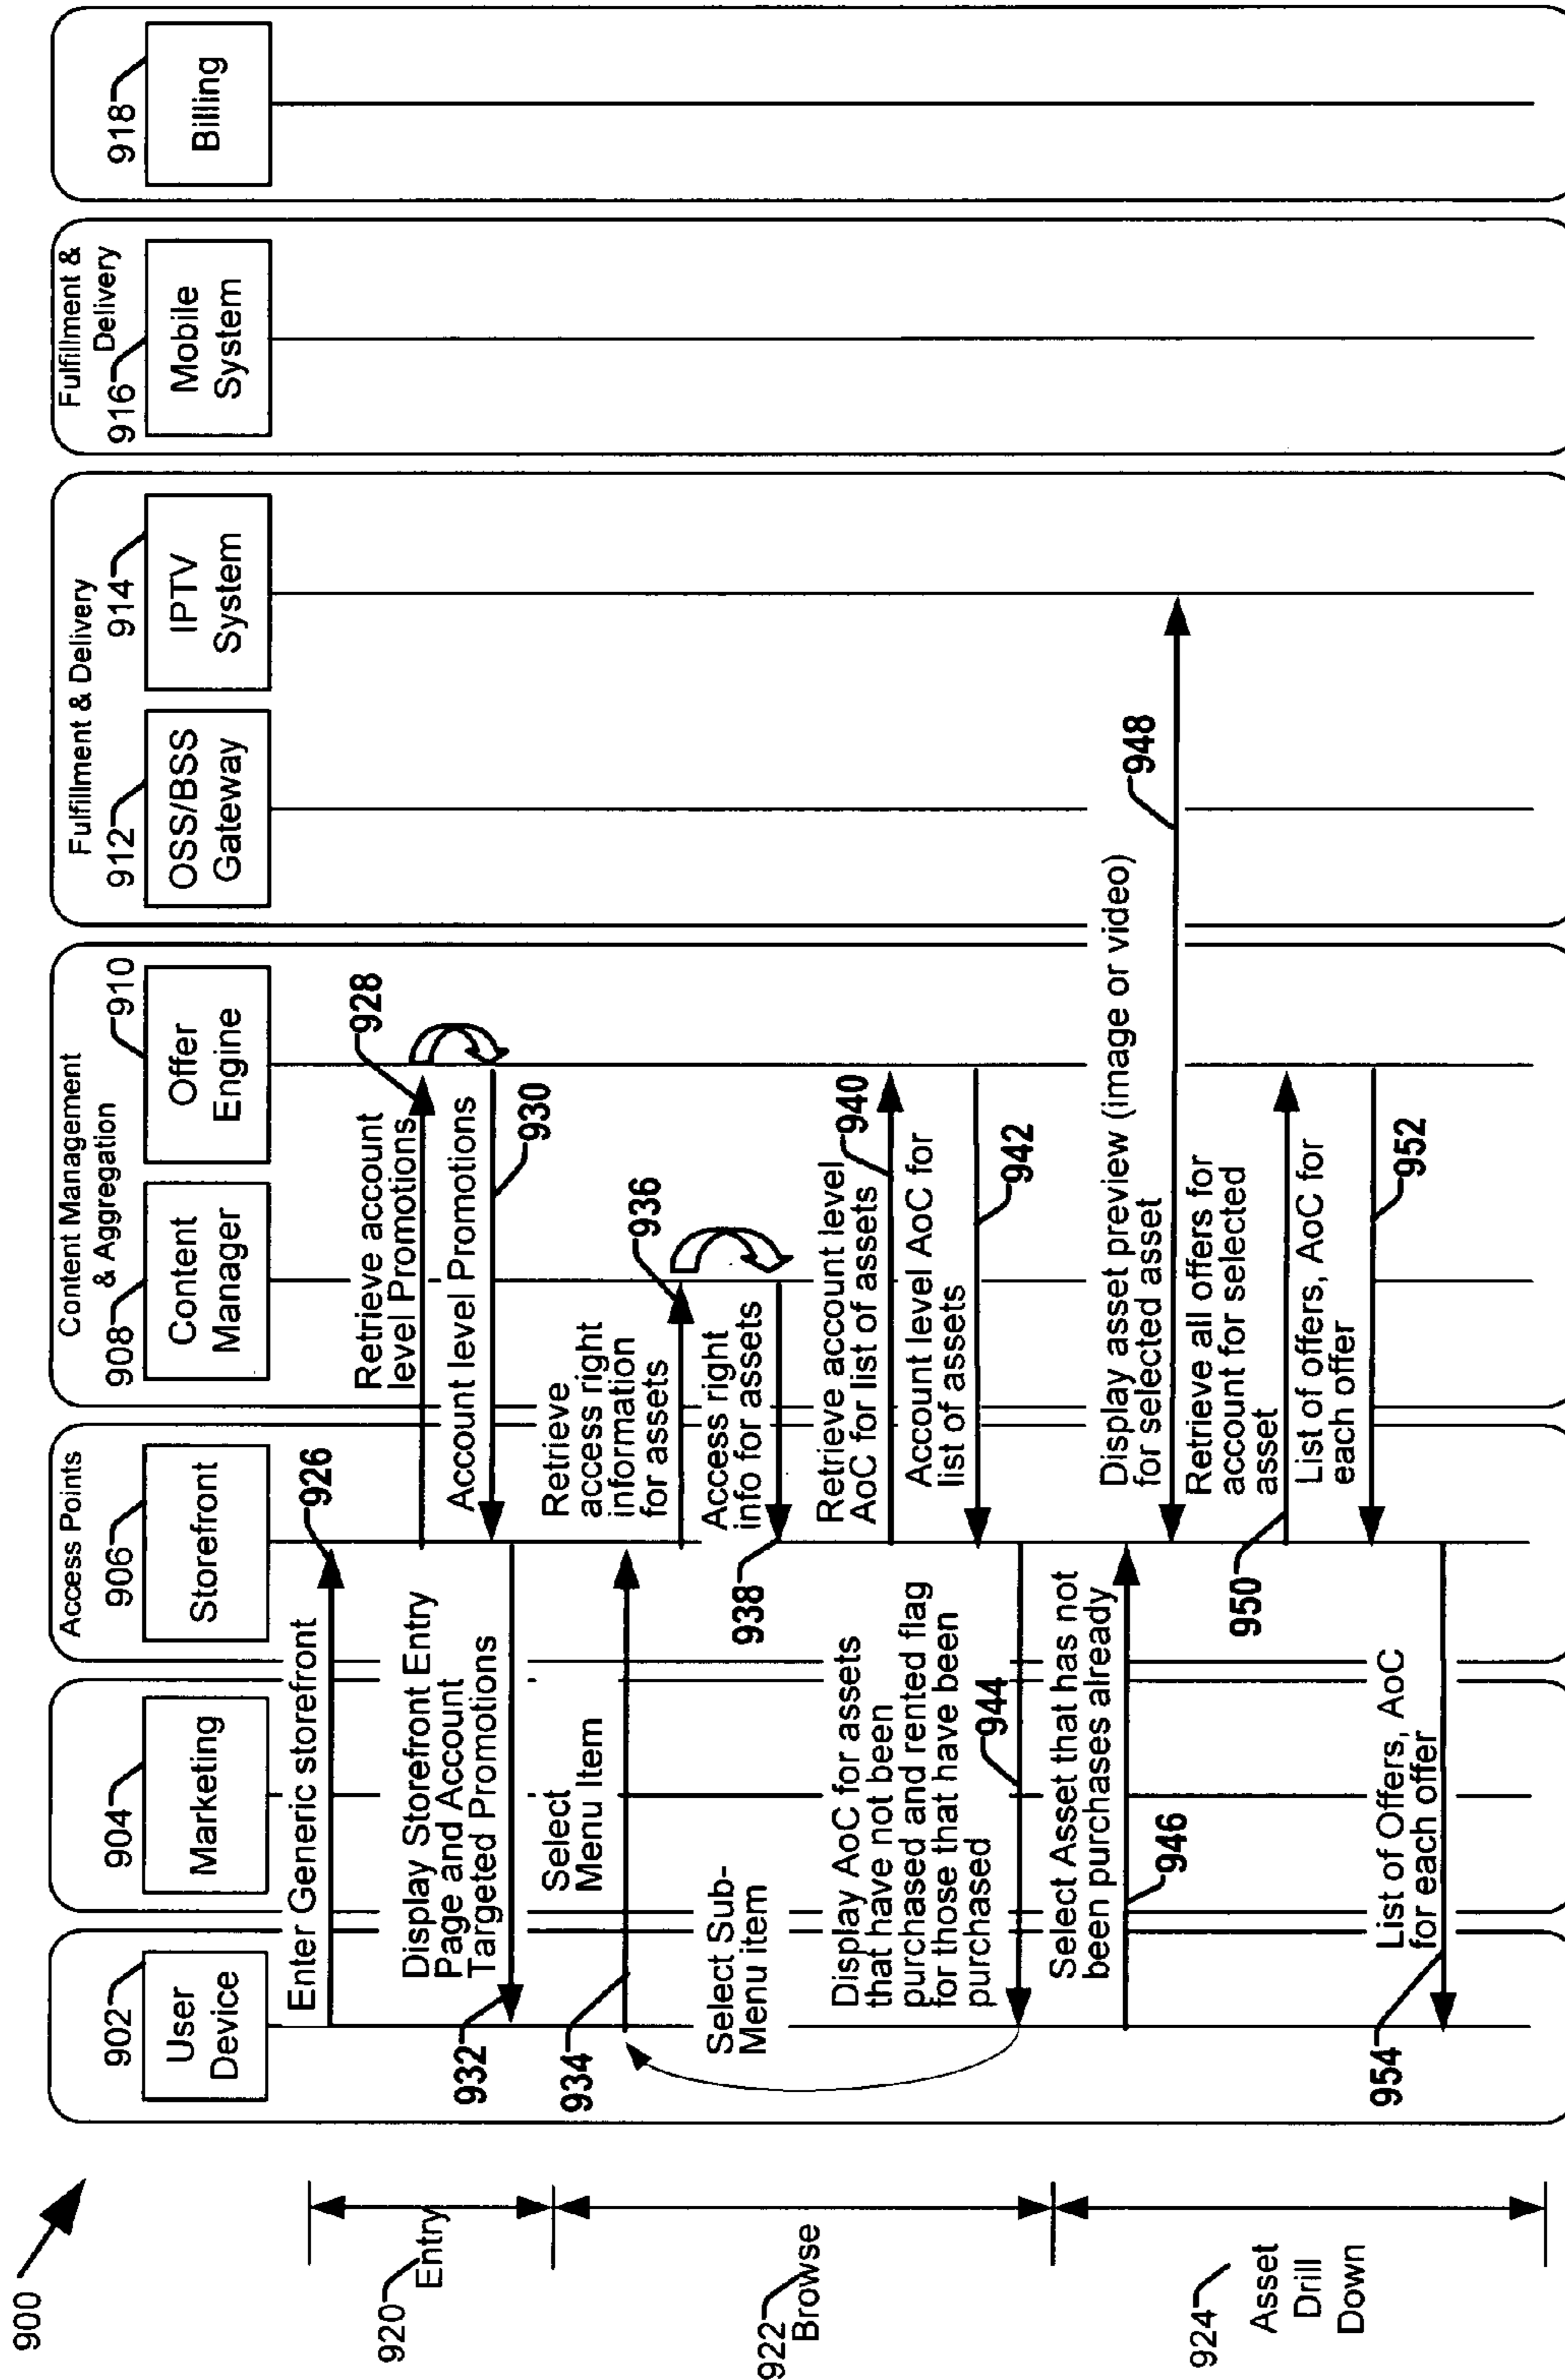 900
Access Points
Content Management
& Aggregation
Fulfillment & Delivery
Fulfillment &
Delivery
902
User
Device
904
Marketing
906
Storefront
908
Content
Manager
910
Offer
Engine
912
OSS/BSS
Gateway
914
IPTV
System
916
Mobile
System
918
Billing
920
Entry
Enter Generic storefront
926
Retrieve account
level Promotions
928
Account level Promotions
930
Display Storefront Entry
Page and Account
Targeted Promotions
932
922
Browse
Select
Menu Item
934
Retrieve
access right
information
for assets
936
Access right
info for assets
938
Select Sub-
Menu item
Retrieve account level
AoC for list of assets
940
Account level AoC for
list of assets
942
Display AoC for assets
that have not been
purchased and rented flag
for those that have been
purchased
944
924
Asset
Drill
Down
Select Asset that has not
been purchases already
946
Display asset preview (image or video)
for selected asset
948
Retrieve all offers for
account for selected
asset
950
List of offers, AoC for
each offer
952
List of Offers, AoC
for each offer
954